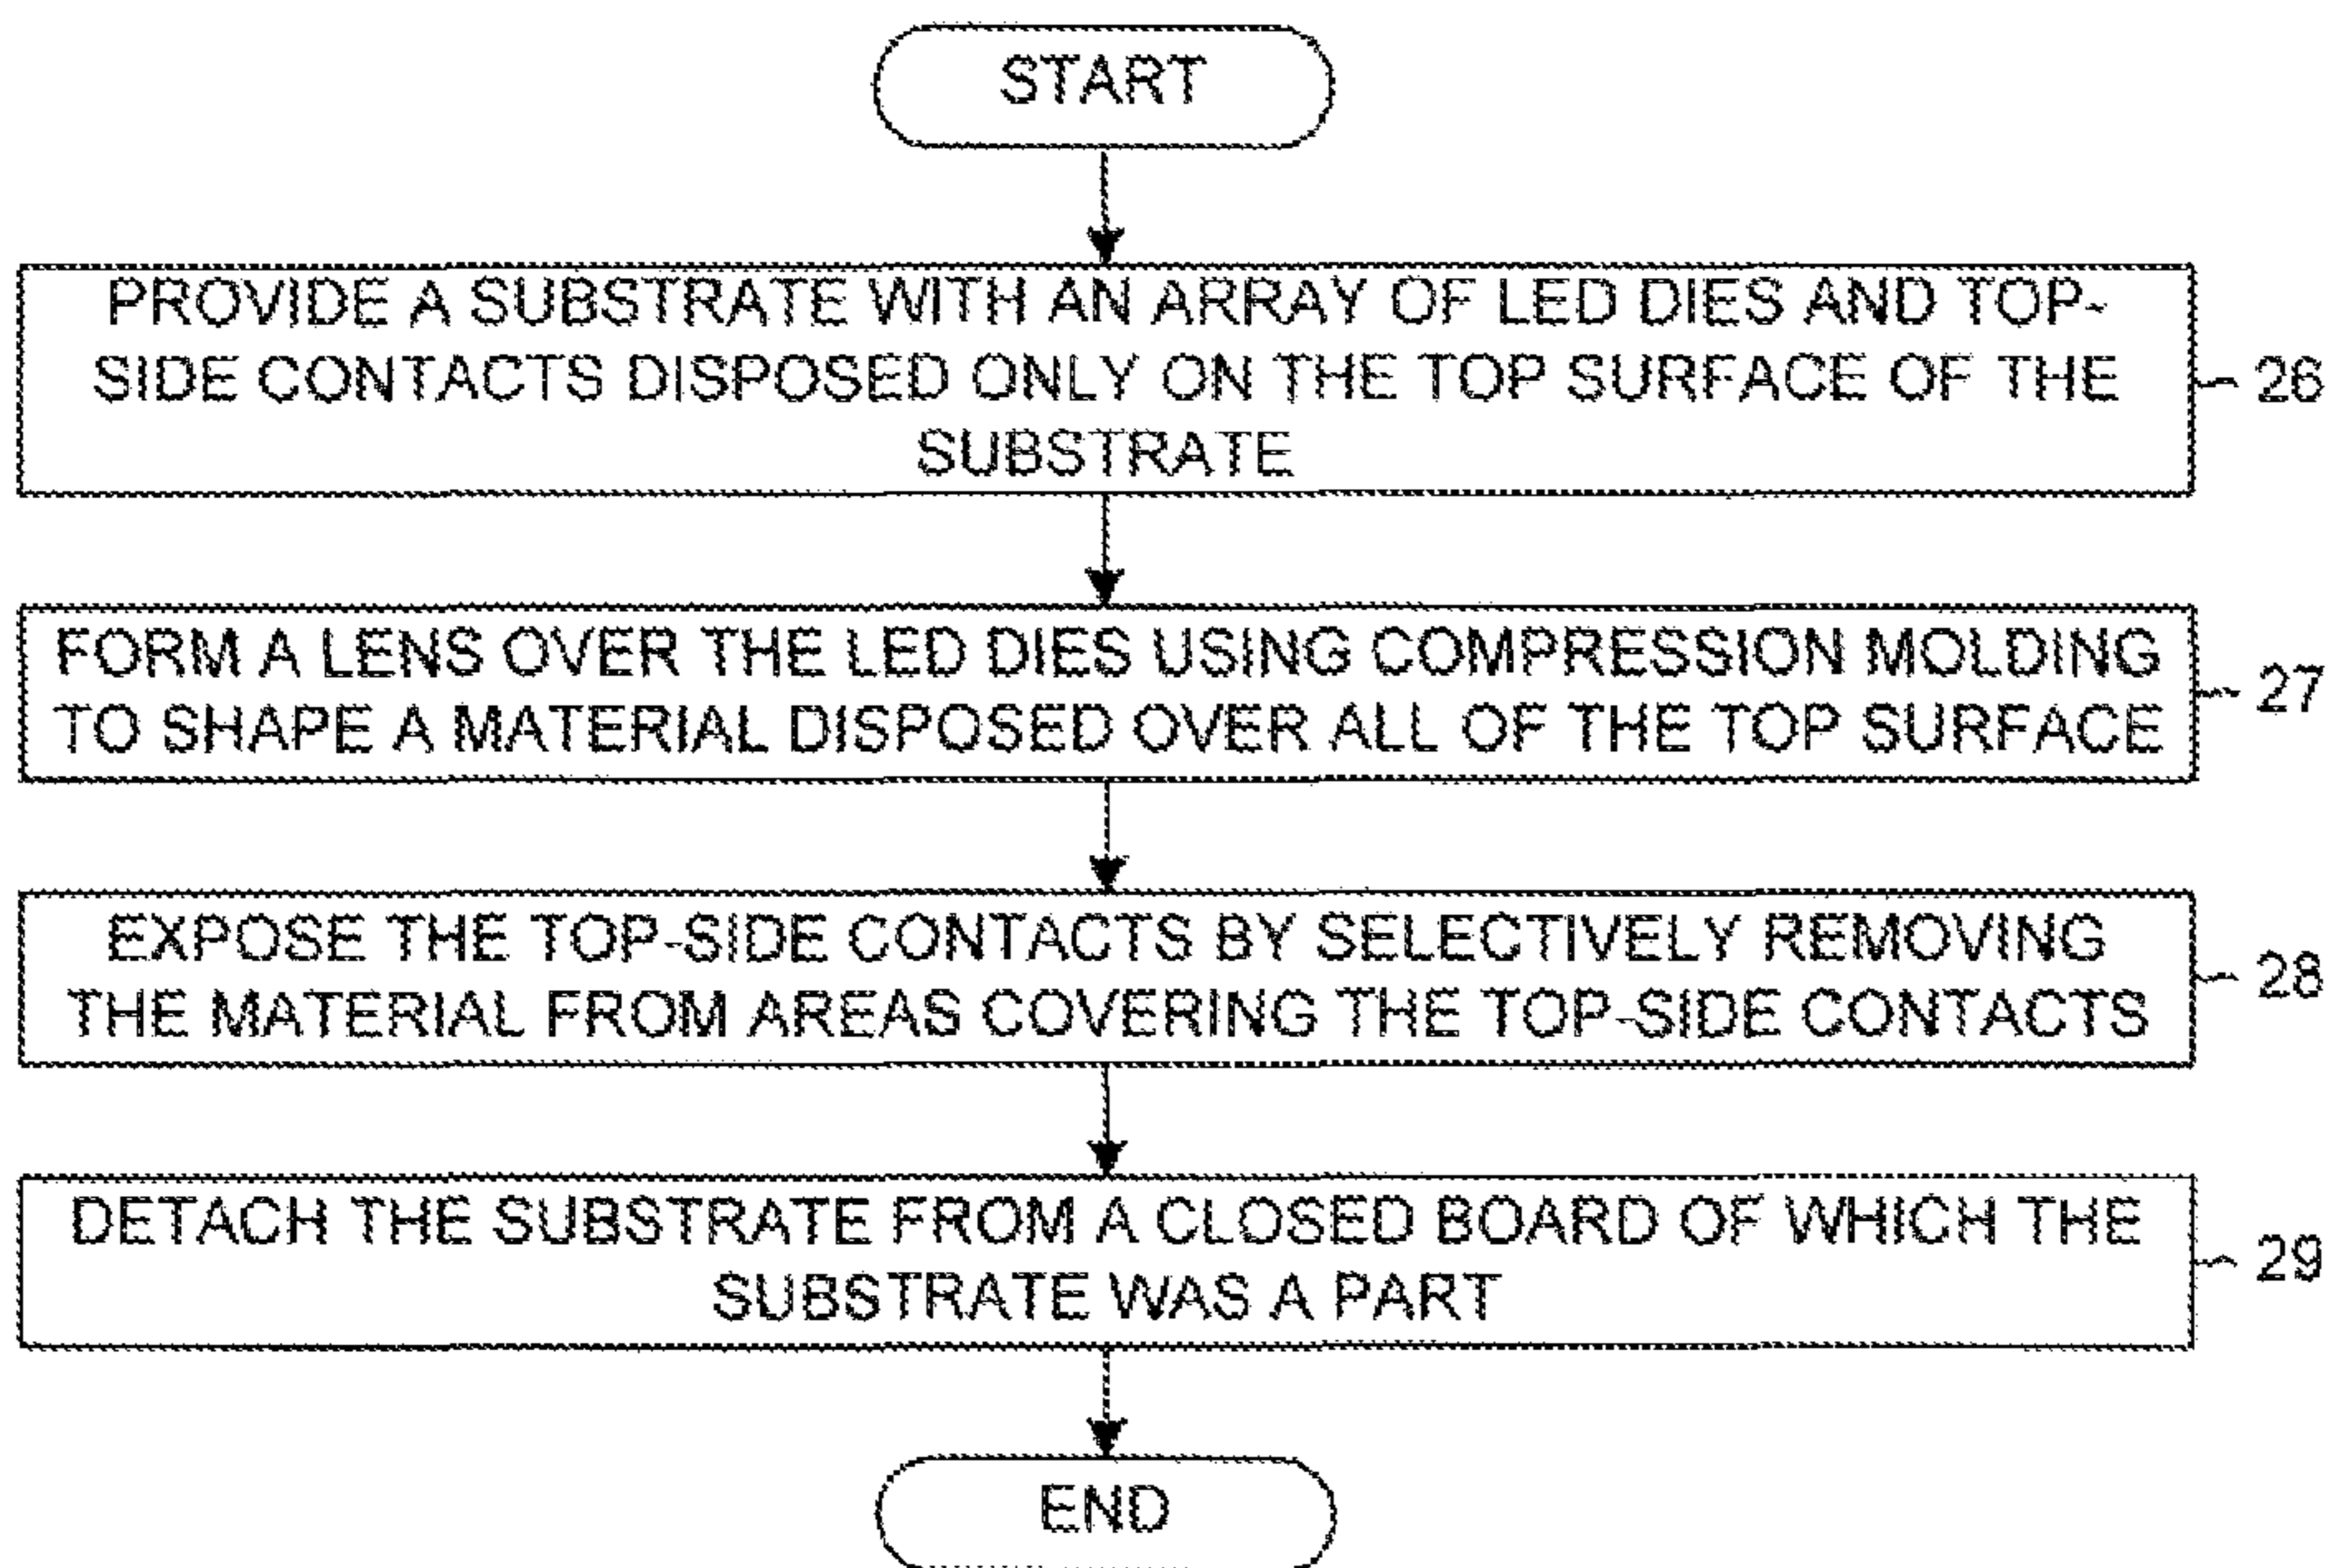 START
PROVIDE A SUBSTRATE WITH AN ARRAY OF LED DIES AND TOP-
SIDE CONTACTS DISPOSED ONLY ON THE TOP SURFACE OF THE
SUBSTRATE
26
FORM A LENS OVER THE LED DIES USING COMPRESSION MOLDING
TO SHAPE A MATERIAL DISPOSED OVER ALL OF THE TOP SURFACE
27
EXPOSE THE TOP-SIDE CONTACTS BY SELECTIVELY REMOVING
THE MATERIAL FROM AREAS COVERING THE TOP-SIDE CONTACTS
28
DETACH THE SUBSTRATE FROM A CLOSED BOARD OF WHICH THE
SUBSTRATE WAS A PART
29
END